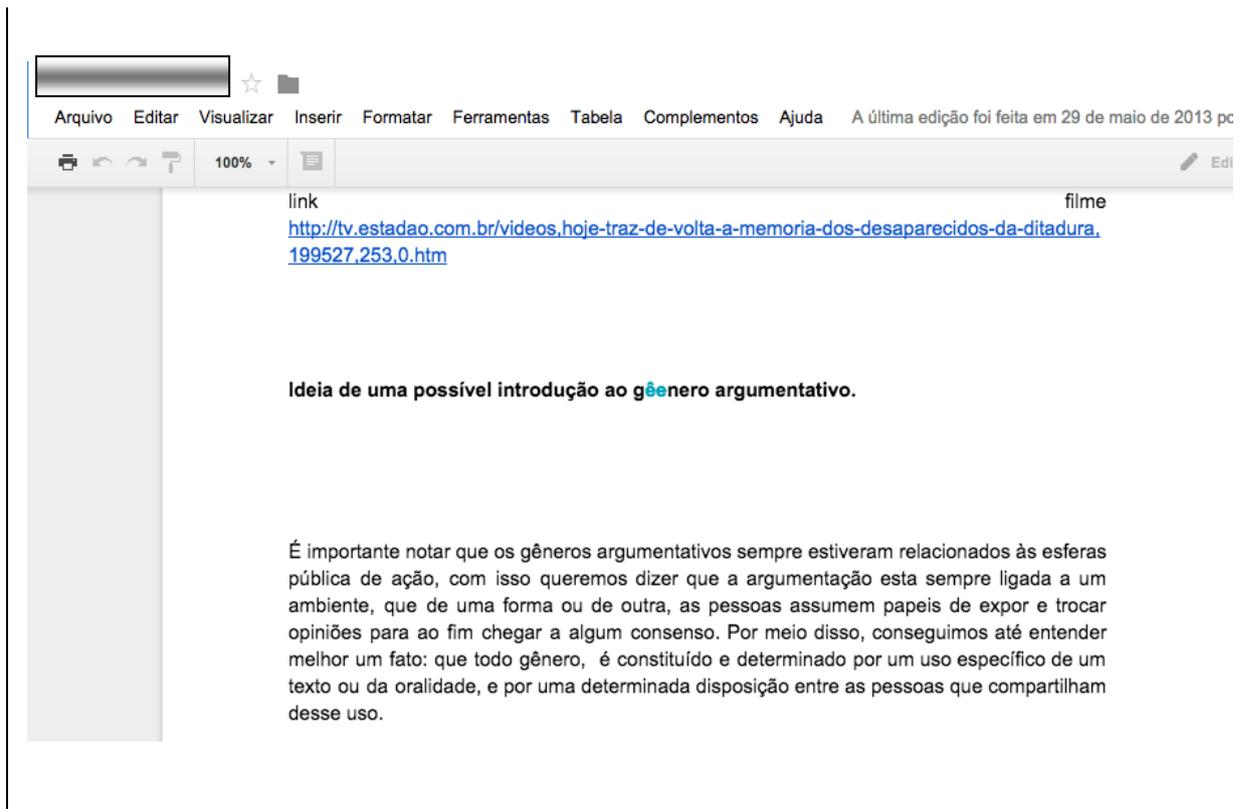 Arquivo Editar Visualizar Inserir Formatar Ferramentas Tabela Complementos Ajuda A última edição foi feita em 29 de maio de 2013 po
100% Edi
link filme
http://tv.estadao.com.br/videos,hoje-traz-de-volta-a-memoria-dos-desaparecidos-da-ditadura,
199527,253,0.htm
Ideia de uma possível introdução ao gêenero argumentativo.
É importante notar que os gêneros argumentativos sempre estiveram relacionados às esferas
pública de ação, com isso queremos dizer que a argumentação esta sempre ligada a um
ambiente, que de uma forma ou de outra, as pessoas assumem papeis de expor e trocar
opiniões para ao fim chegar a algum consenso. Por meio disso, conseguimos até entender
melhor um fato: que todo gênero,  é constituído e determinado por um uso específico de um
texto ou da oralidade, e por uma determinada disposição entre as pessoas que compartilham
desse uso.